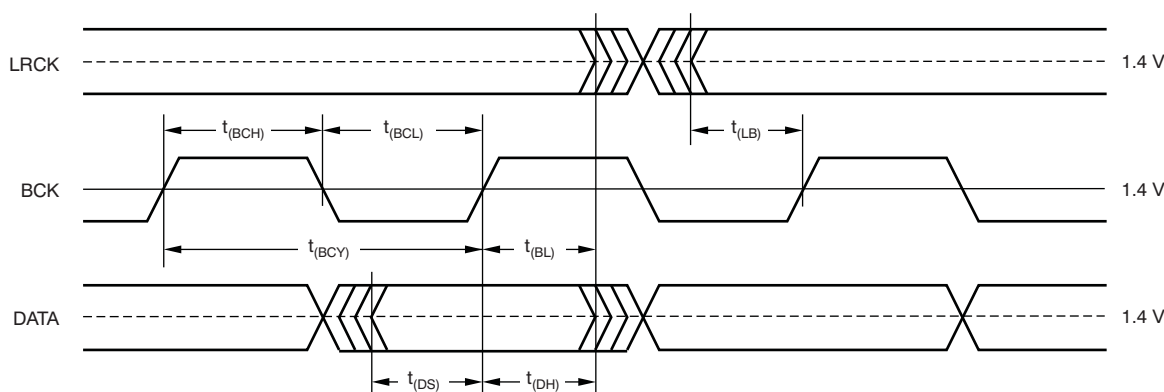 LRCK
1.4 V
t(BCH)
t(BCL)
t(LB)
BCK
1.4 V
t(BCY)
t(BL)
DATA
1.4 V
t(DS)
t(DH)